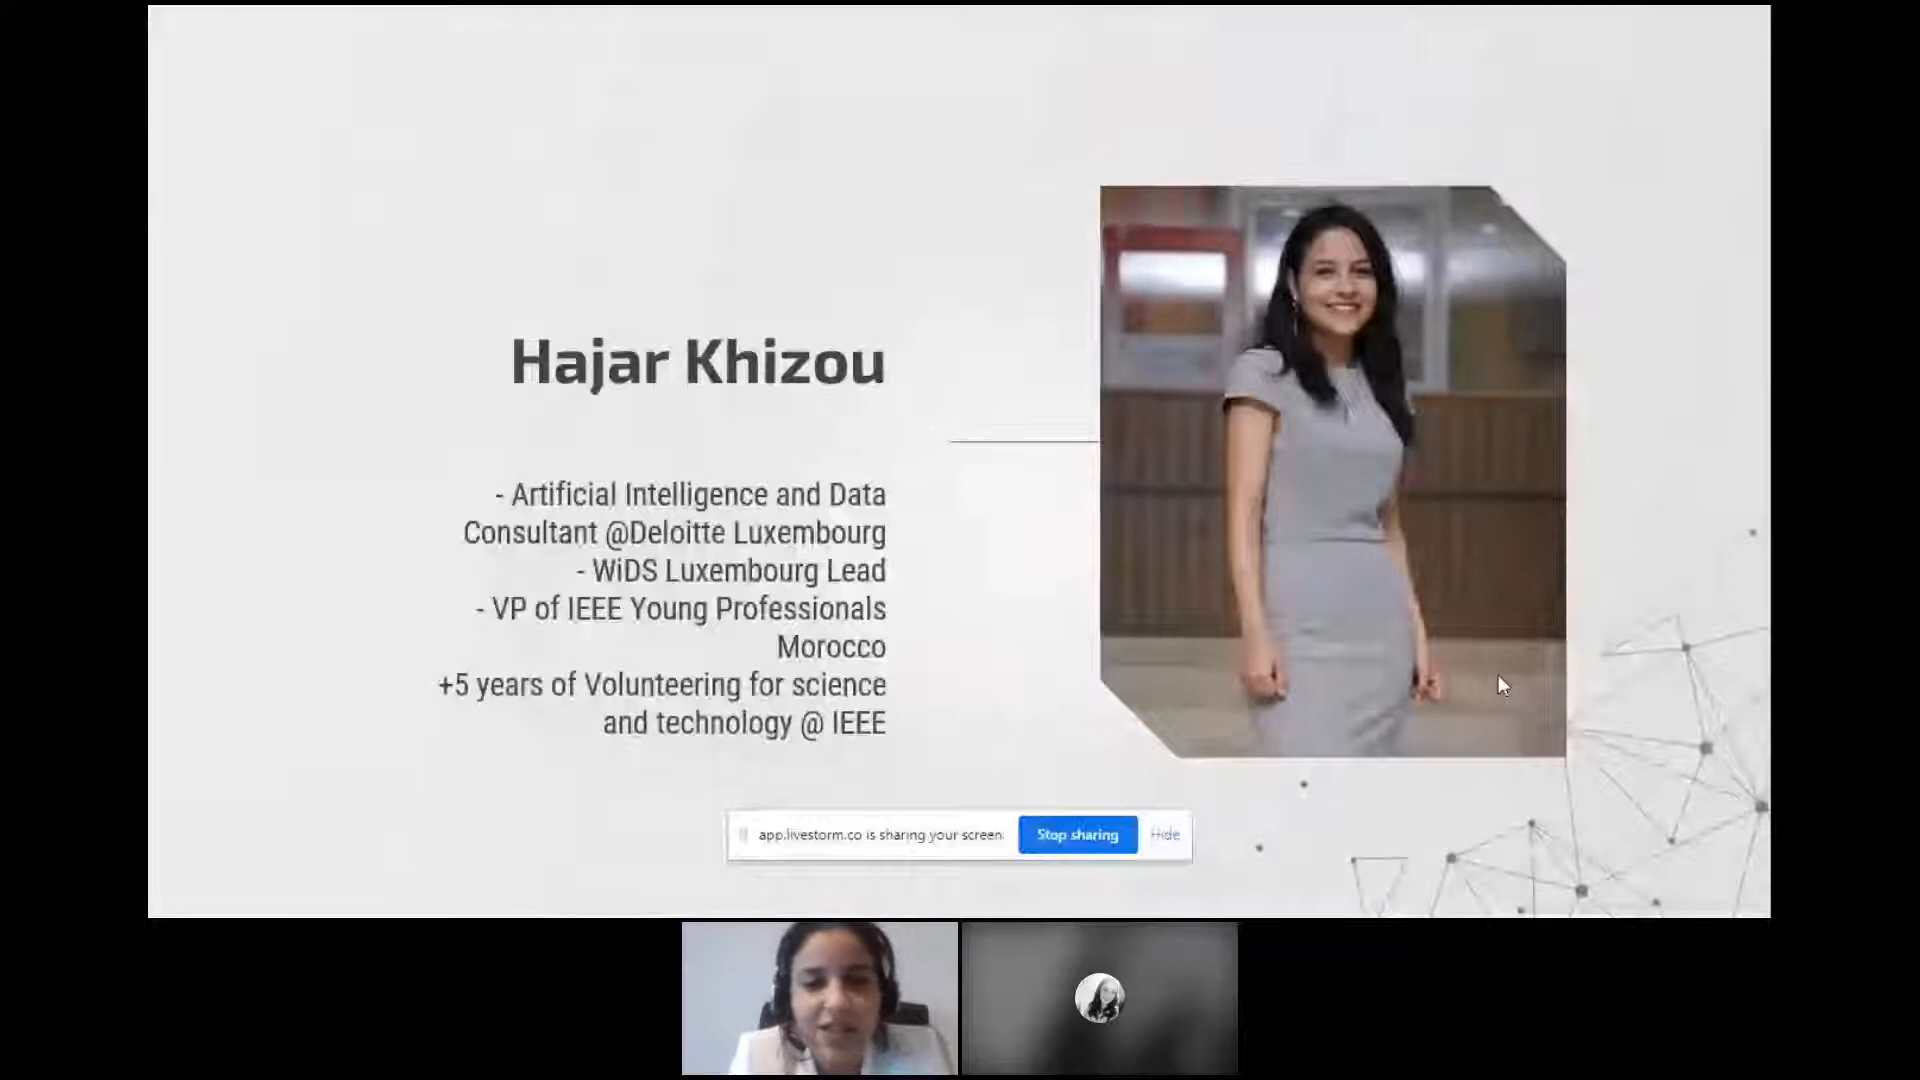 Hajar Khizou
- Artificial Intelligence and Data
Consultant @Deloitte Luxembourg
- WiDS Luxembourg Lead
- VP of IEEE Young Professionals
Morocco
+5 years of Volunteering for science
and technology @ IEEE
app.livestorm.co is sharing your screen. Stop sharing Hide